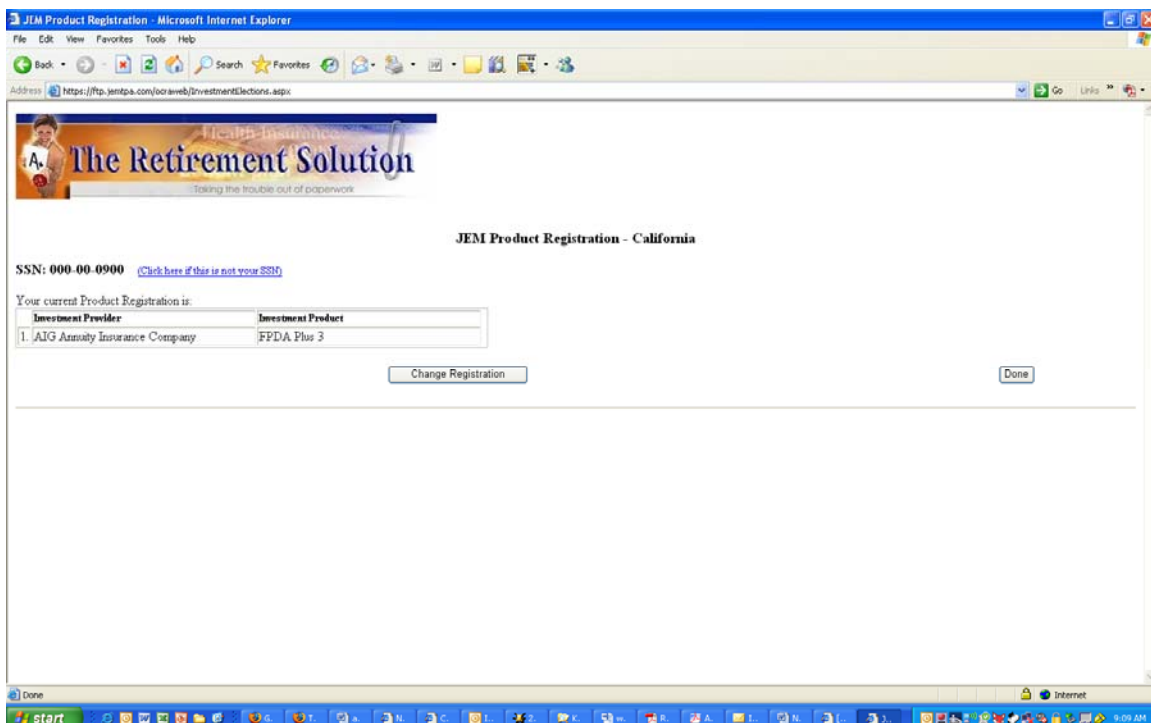 JEM Product Registration - Microsoft Internet Explorer
File Edit View Favorites Tools Help
Back Search Favorites
Address https://ftp.jemtpa.com/ocraweb/InvestmentElections.aspx Go Links »
Health Insurance
A+
The Retirement Solution
Taking the trouble out of paperwork
JEM Product Registration - California
SSN: 000-00-0900 (Click here if this is not your SSN)
Your current Product Registration is:
Investment Provider Investment Product
1. AIG Annuity Insurance Company FPDA Plus 3
Change Registration Done
Done Internet
start G. T. a. N. C. I.. 2. K. w. R. A. I.. N. [.. J.. 9:09 AM